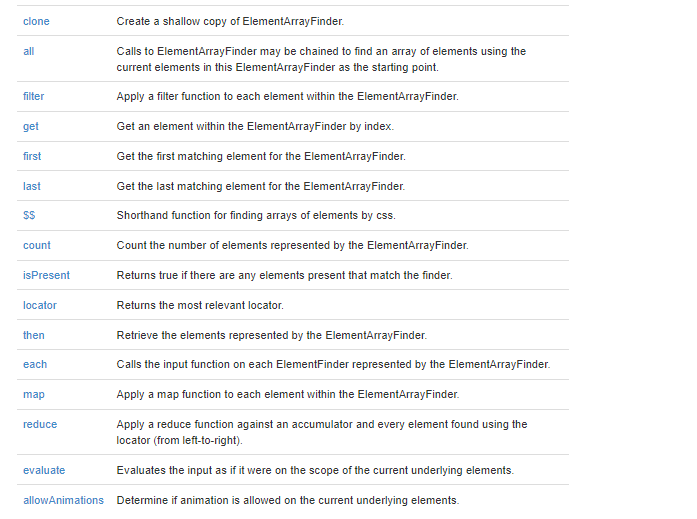 clone Create a shallow copy of ElementArrayFinder.
all Calls to ElementArrayFinder may be chained to find an array of elements using the
current elements in this ElementArrayFinder as the starting point.
filter Apply a filter function to each element within the ElementArrayFinder.
get Get an element within the ElementArrayFinder by index.
first Get the first matching element for the ElementArrayFinder.
last Get the last matching element for the ElementArrayFinder.
$$ Shorthand function for finding arrays of elements by css.
count Count the number of elements represented by the ElementArrayFinder.
isPresent Returns true if there are any elements present that match the finder.
locator Returns the most relevant locator.
then Retrieve the elements represented by the ElementArrayFinder.
each Calls the input function on each ElementFinder represented by the ElementArrayFinder.
map Apply a map function to each element within the ElementArrayFinder.
reduce Apply a reduce function against an accumulator and every element found using the
locator (from left-to-right).
evaluate Evaluates the input as if it were on the scope of the current underlying elements.
allowAnimations Determine if animation is allowed on the current underlying elements.